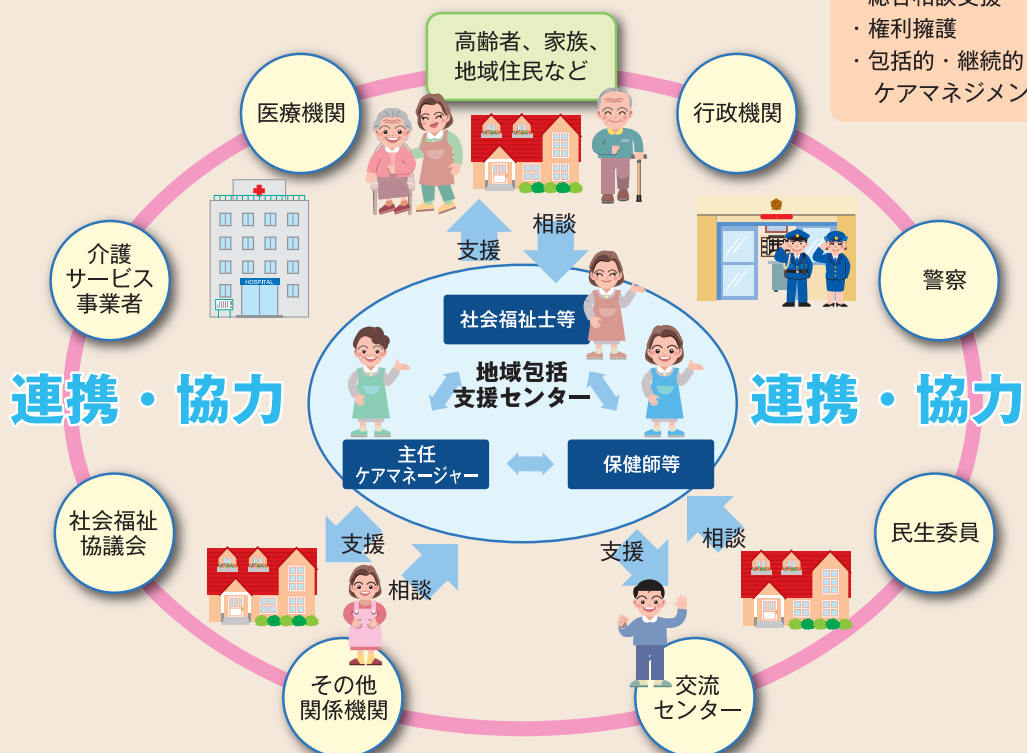 総合相談支援
・権利擁護
・包括的・継続的
ケアマネジメン
高齢者、家族、
地域住民など
医療機関
行政機関
支援
相談
介護
サービス
事業者
HOSPITAL
警察
社会福祉士等
地域包括
支援センター
連携・協力
連携・協力
主任
ケアマネージャー
保健師等
社会福祉
協議会
民生委員
支援
相談
支援
相談
その他
関係機関
交流
センター